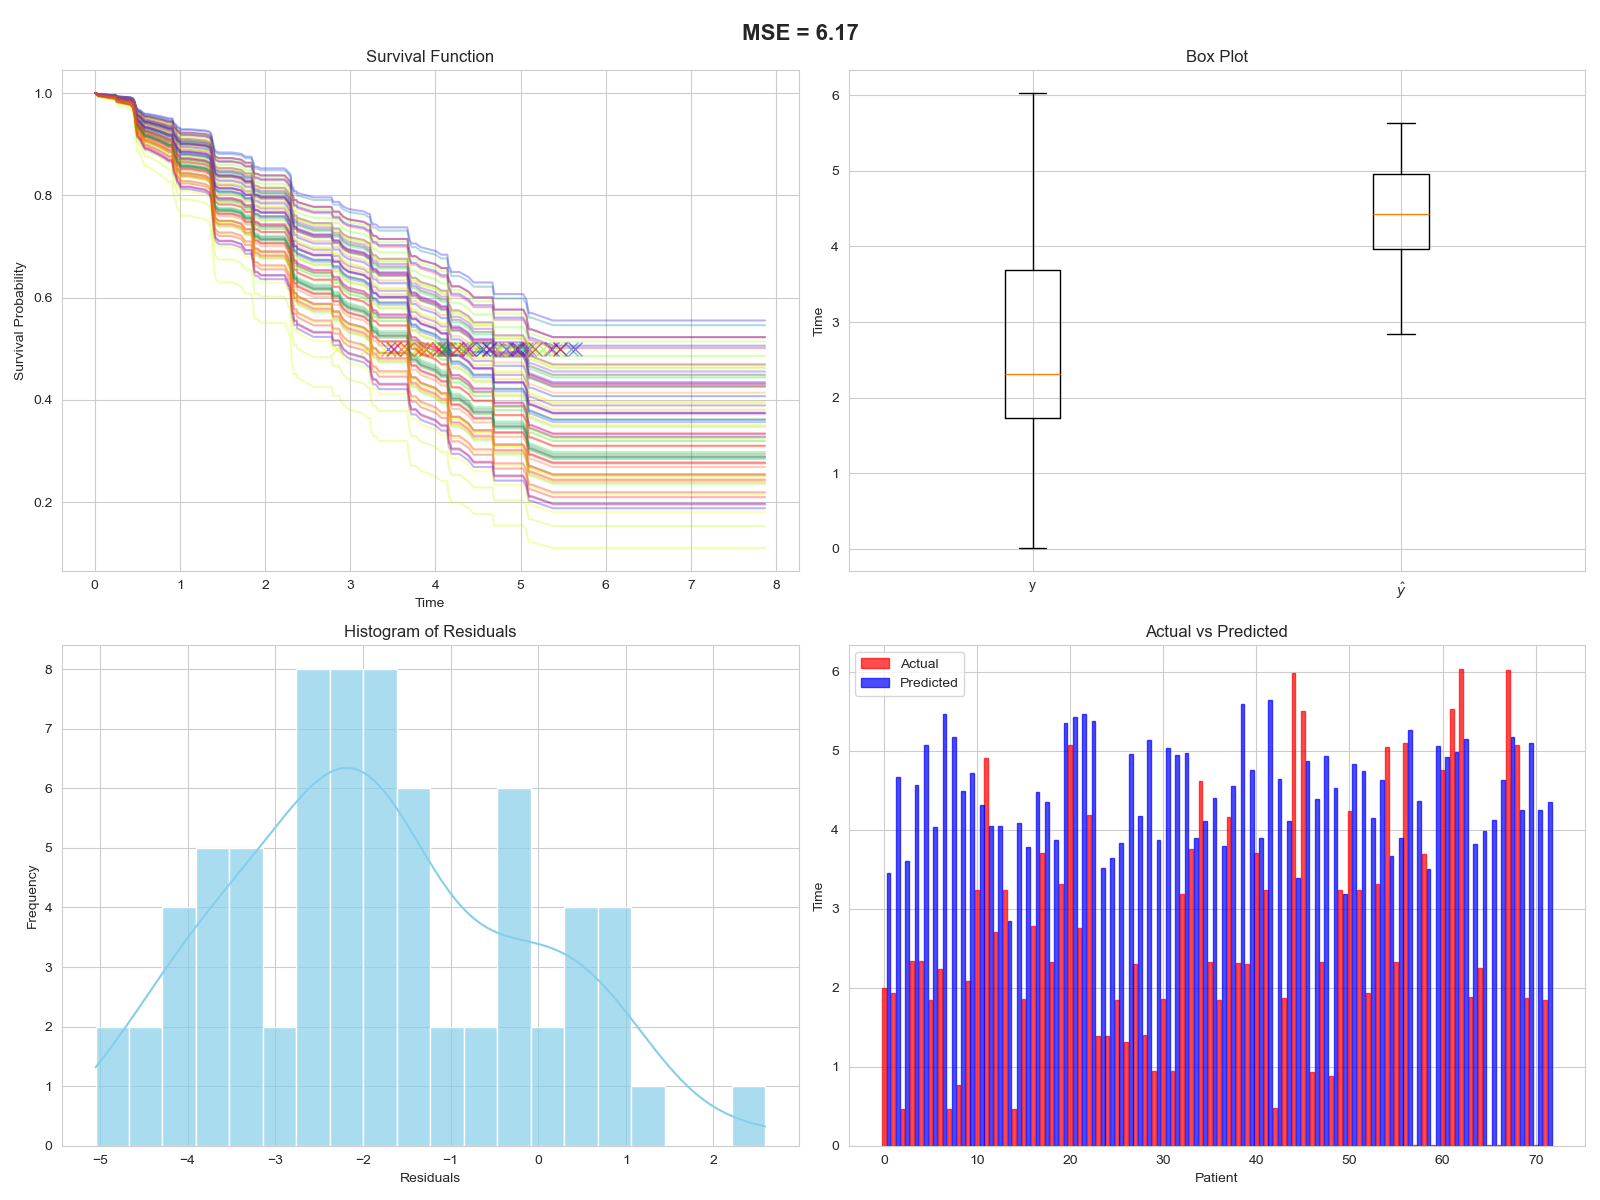 MSE = 6.17
Survival Function
Survival Probability
1.0
0.8
0.6
0.4
0.2
0 1 2 3 4 5 6 7 8
Time
Box Plot
Time
6
5
4
3
2
1
0
y ŷ
Histogram of Residuals
Frequency
8
7
6
5
4
3
2
1
0
−5 −4 −3 −2 −1 0 1 2
Residuals
Actual vs Predicted
Actual
Predicted
Time
6
5
4
3
2
1
0
0 10 20 30 40 50 60 70
Patient